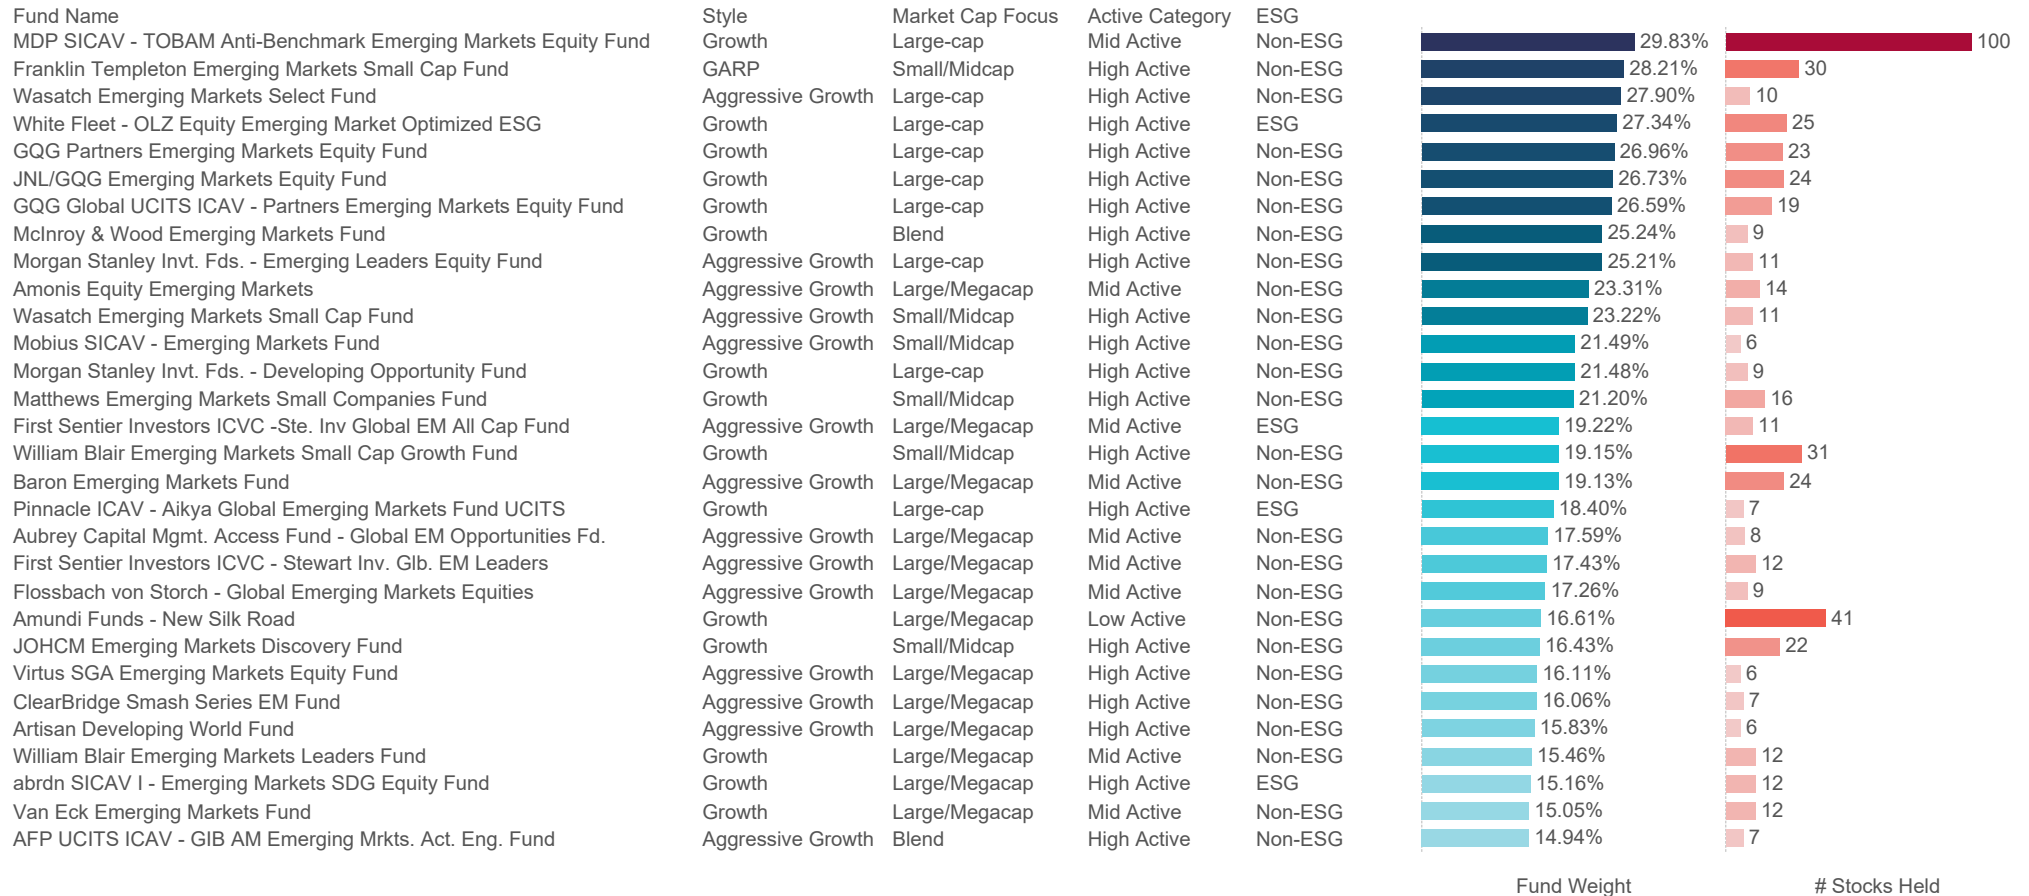 Fund Name Style Market Cap Focus Active Category ESG
MDP SICAV - TOBAM Anti-Benchmark Emerging Markets Equity Fund Growth Large-cap Mid Active Non-ESG 29.83% 100
Franklin Templeton Emerging Markets Small Cap Fund GARP Small/Midcap High Active Non-ESG 28.21% 30
Wasatch Emerging Markets Select Fund Aggressive Growth Large-cap High Active Non-ESG 27.90% 10
White Fleet - OLZ Equity Emerging Market Optimized ESG Growth Large-cap High Active ESG 27.34% 25
GQG Partners Emerging Markets Equity Fund Growth Large-cap High Active Non-ESG 26.96% 23
JNL/GQG Emerging Markets Equity Fund Growth Large-cap High Active Non-ESG 26.73% 24
GQG Global UCITS ICAV - Partners Emerging Markets Equity Fund Growth Large-cap High Active Non-ESG 26.59% 19
McInroy & Wood Emerging Markets Fund Growth Blend High Active Non-ESG 25.24% 9
Morgan Stanley Invt. Fds. - Emerging Leaders Equity Fund Aggressive Growth Large-cap High Active Non-ESG 25.21% 11
Amonis Equity Emerging Markets Aggressive Growth Large/Megacap Mid Active Non-ESG 23.31% 14
Wasatch Emerging Markets Small Cap Fund Aggressive Growth Small/Midcap High Active Non-ESG 23.22% 11
Mobius SICAV - Emerging Markets Fund Aggressive Growth Small/Midcap High Active Non-ESG 21.49% 6
Morgan Stanley Invt. Fds. - Developing Opportunity Fund Growth Large-cap High Active Non-ESG 21.48% 9
Matthews Emerging Markets Small Companies Fund Growth Small/Midcap High Active Non-ESG 21.20% 16
First Sentier Investors ICVC -Ste. Inv Global EM All Cap Fund Aggressive Growth Large/Megacap Mid Active ESG 19.22% 11
William Blair Emerging Markets Small Cap Growth Fund Growth Small/Midcap High Active Non-ESG 19.15% 31
Baron Emerging Markets Fund Aggressive Growth Large/Megacap Mid Active Non-ESG 19.13% 24
Pinnacle ICAV - Aikya Global Emerging Markets Fund UCITS Growth Large-cap High Active ESG 18.40% 7
Aubrey Capital Mgmt. Access Fund - Global EM Opportunities Fd. Aggressive Growth Large/Megacap Mid Active Non-ESG 17.59% 8
First Sentier Investors ICVC - Stewart Inv. Glb. EM Leaders Aggressive Growth Large/Megacap Mid Active Non-ESG 17.43% 12
Flossbach von Storch - Global Emerging Markets Equities Aggressive Growth Large/Megacap Mid Active Non-ESG 17.26% 9
Amundi Funds - New Silk Road Growth Large/Megacap Low Active Non-ESG 16.61% 41
JOHCM Emerging Markets Discovery Fund Growth Small/Midcap High Active Non-ESG 16.43% 22
Virtus SGA Emerging Markets Equity Fund Aggressive Growth Large/Megacap High Active Non-ESG 16.11% 6
ClearBridge Smash Series EM Fund Aggressive Growth Large/Megacap High Active Non-ESG 16.06% 7
Artisan Developing World Fund Aggressive Growth Large/Megacap High Active Non-ESG 15.83% 6
William Blair Emerging Markets Leaders Fund Growth Large/Megacap Mid Active Non-ESG 15.46% 12
abrdn SICAV I - Emerging Markets SDG Equity Fund Growth Large/Megacap High Active ESG 15.16% 12
Van Eck Emerging Markets Fund Growth Large/Megacap Mid Active Non-ESG 15.05% 12
AFP UCITS ICAV - GIB AM Emerging Mrkts. Act. Eng. Fund Aggressive Growth Blend High Active Non-ESG 14.94% 7
Fund Weight # Stocks Held